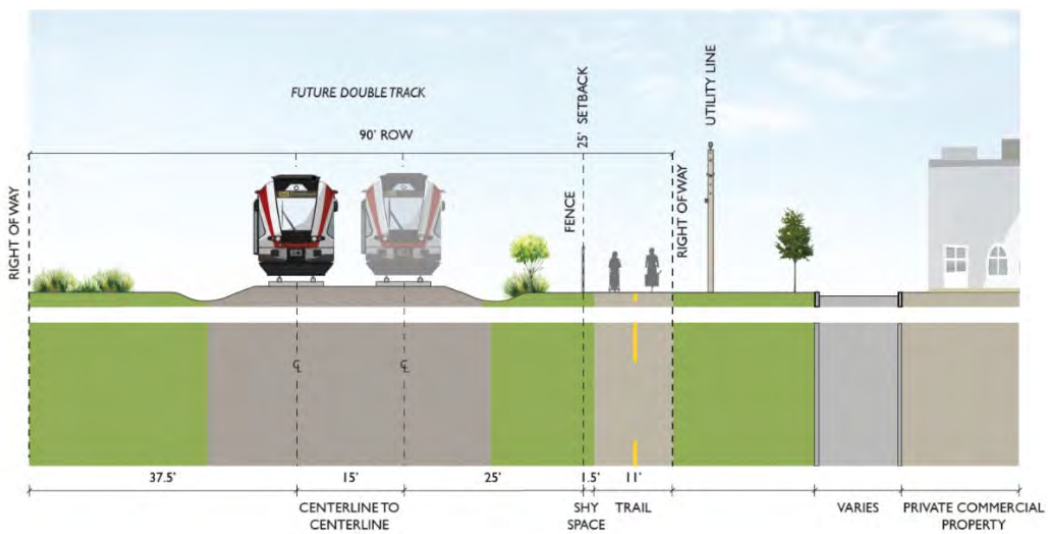 FUTURE DOUBLE TRACK
90' ROW
25' SETBACK
UTILITY LINE
RIGHT OF WAY
FENCE
RIGHT OF WAY
℄
℄
37.5'
15'
25'
1.5'
11'
CENTERLINE TO
CENTERLINE
SHY
SPACE
TRAIL
VARIES
PRIVATE COMMERCIAL
PROPERTY